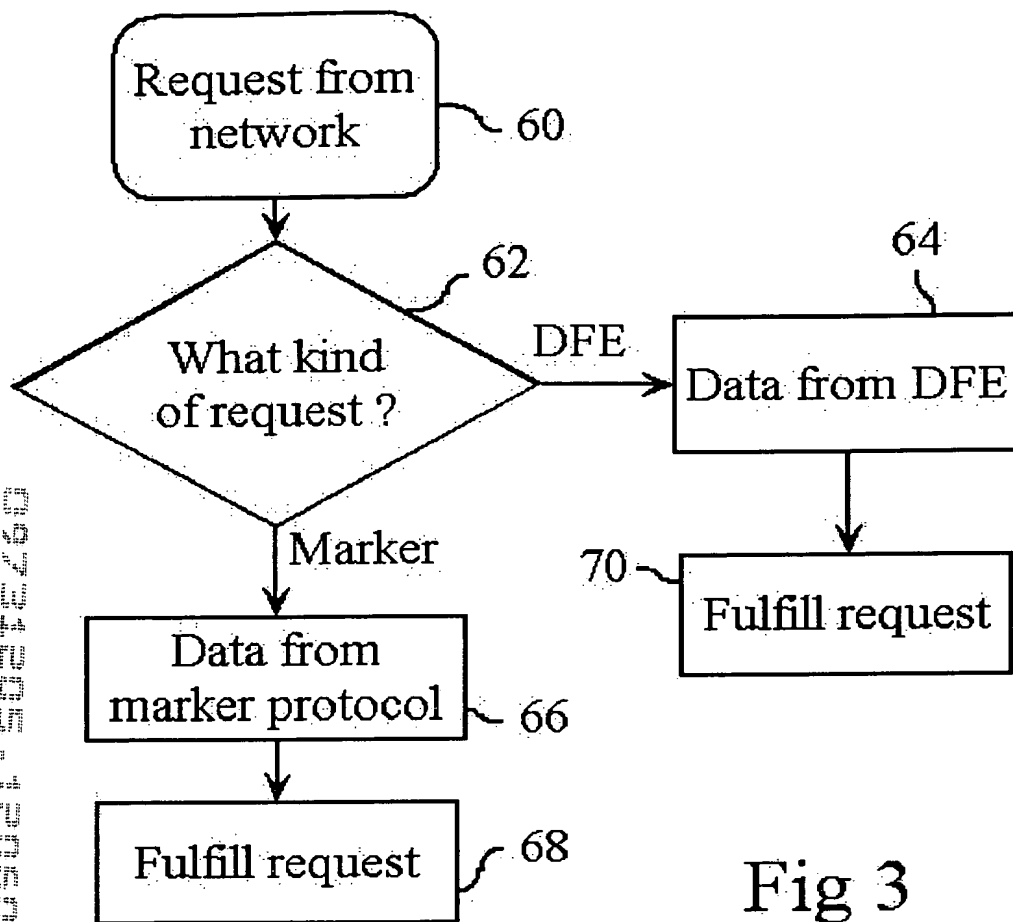 Request from
network
60
62
What kind
of request ?
DFE
64
Data from DFE
Marker
70
Fulfill request
Data from
marker protocol
66
Fulfill request
68
Fig 3